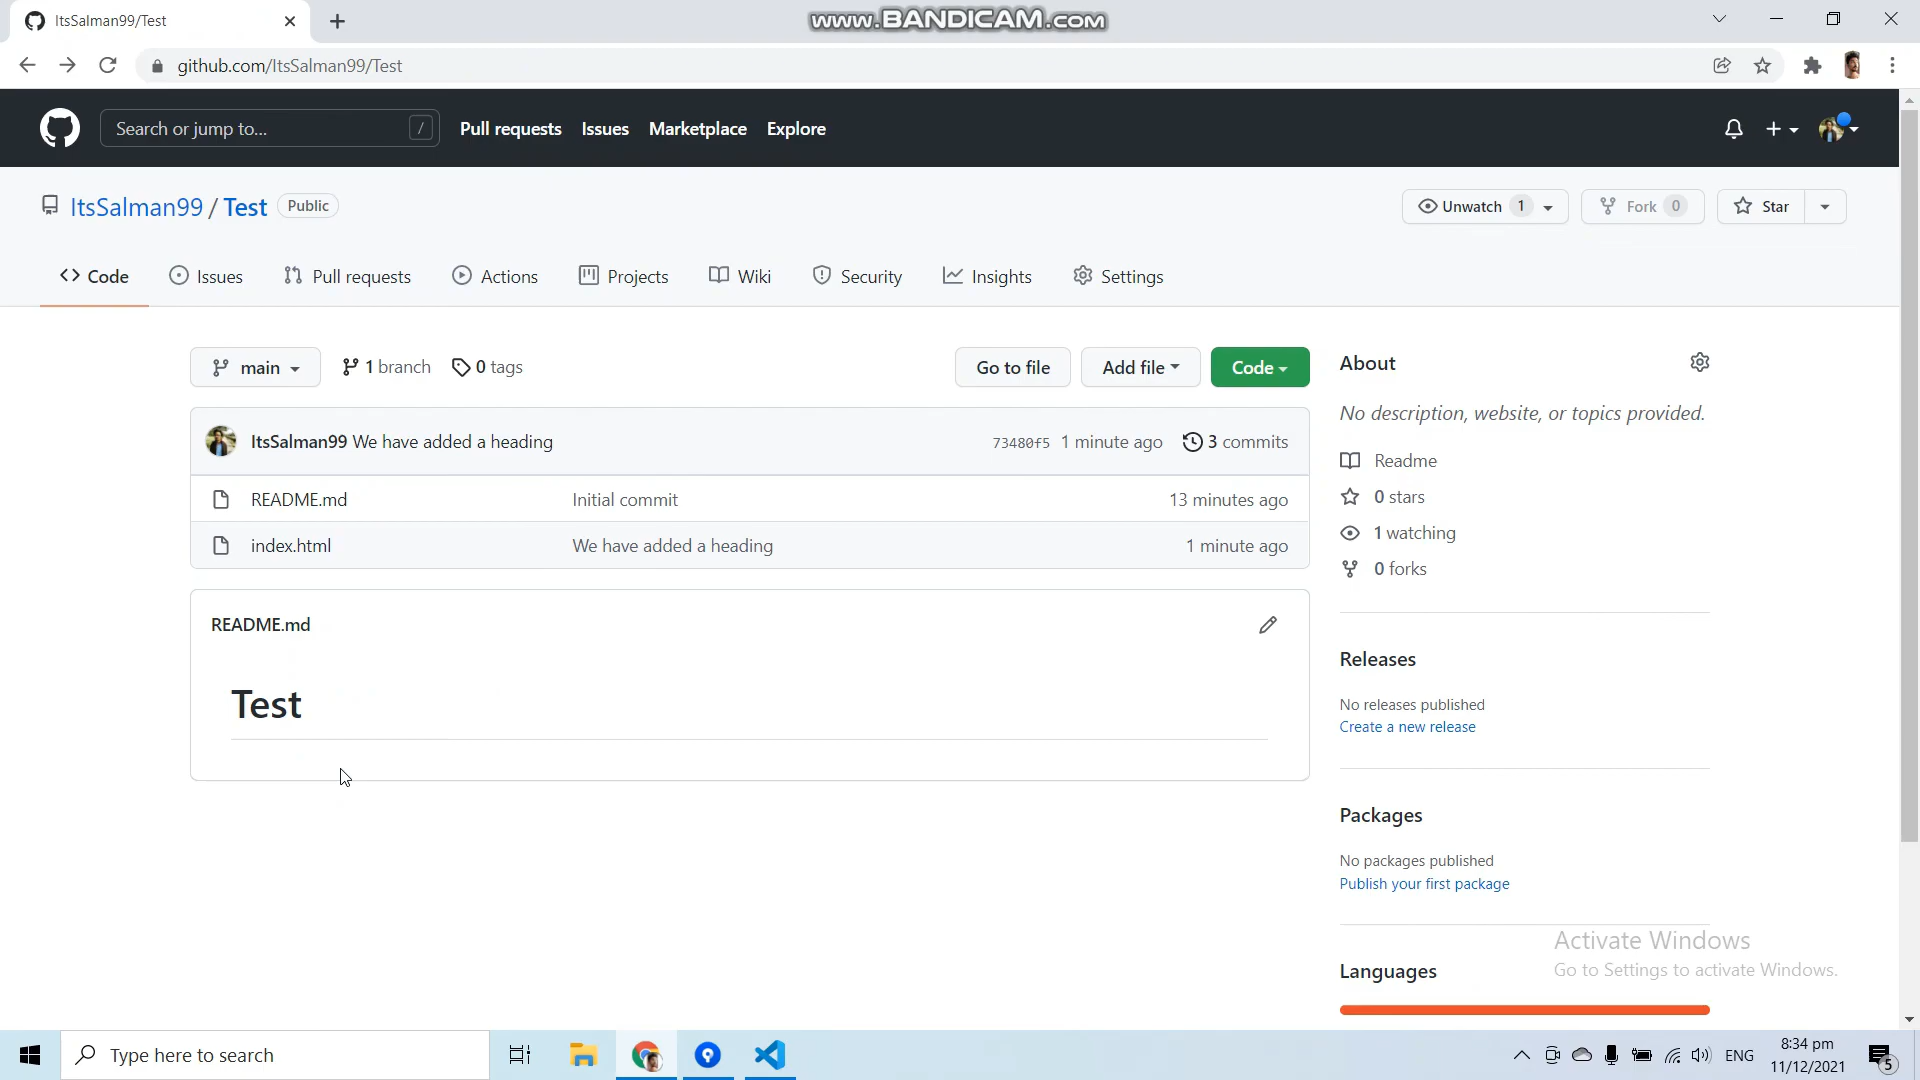 ItsSalman99/Test
www.BANDICAM.com
github.com/ItsSalman99/Test
Search or jump to... /
Pull requests Issues Marketplace Explore
ItsSalman99 / Test Public
Unwatch 1 Fork 0 Star
Code Issues Pull requests Actions Projects Wiki Security Insights Settings
main 1 branch 0 tags Go to file Add file Code
ItsSalman99 We have added a heading 73480f5 1 minute ago 3 commits
README.md Initial commit 13 minutes ago
index.html We have added a heading 1 minute ago
README.md
Test
About
No description, website, or topics provided.
Readme
0 stars
1 watching
0 forks
Releases
No releases published
Create a new release
Packages
No packages published
Publish your first package
Languages
Activate Windows
Go to Settings to activate Windows.
Type here to search
ENG
8:34 pm
11/12/2021
5